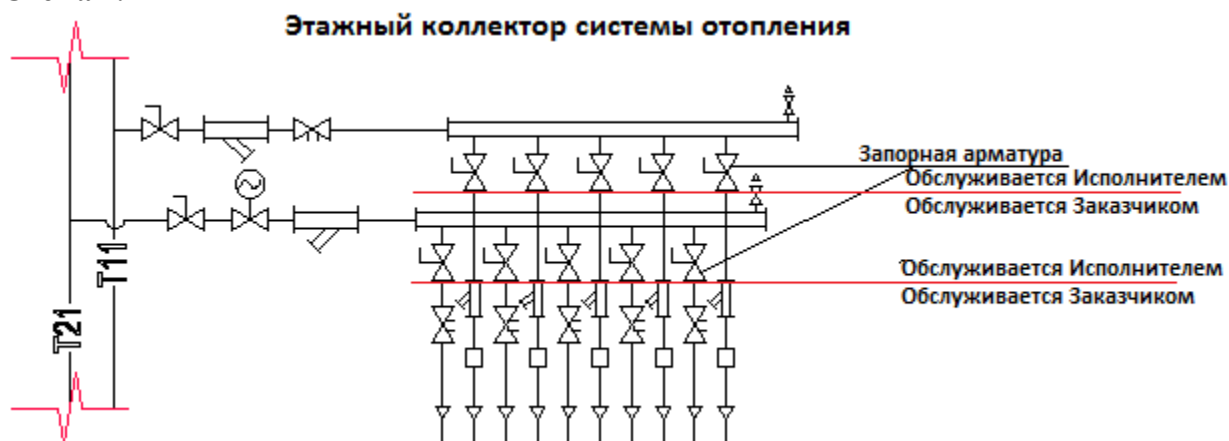 Этажный коллектор системы отопления
Запорная арматура
Обслуживается Исполнителем
Обслуживается Заказчиком
T11
Обслуживается Исполнителем
Обслуживается Заказчиком
T21